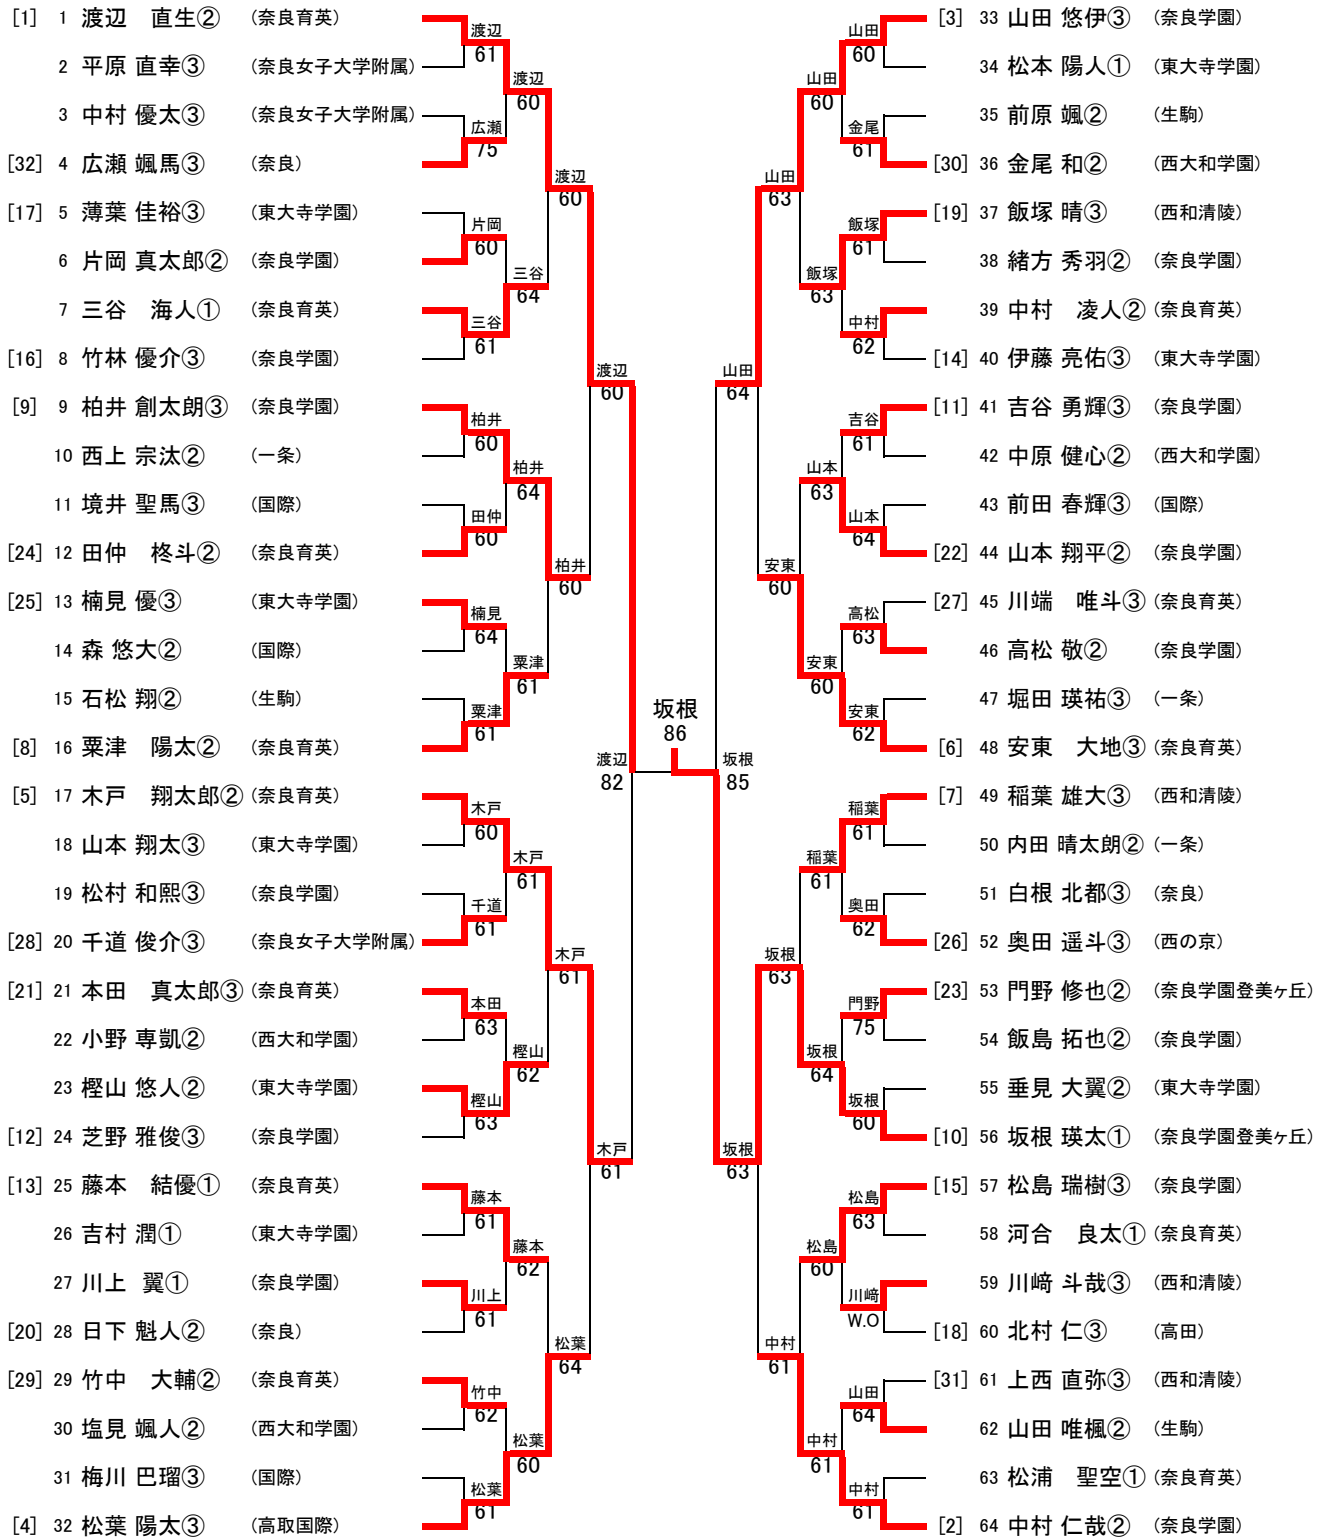 [1] 1 渡辺　直生② (奈良育英)
2 平原 直幸③ (奈良女子大学附属)
3 中村 優太③ (奈良女子大学附属)
[32] 4 広瀬 颯馬③ (奈良)
[17] 5 薄葉 佳裕③ (東大寺学園)
6 片岡 真太郎② (奈良学園)
7 三谷　海人① (奈良育英)
[16] 8 竹林 優介③ (奈良学園)
[9] 9 柏井 創太朗③ (奈良学園)
10 西上 宗汰② (一条)
11 境井 聖馬③ (国際)
[24] 12 田仲　柊斗② (奈良育英)
[25] 13 楠見 優③ (東大寺学園)
14 森 悠大② (国際)
15 石松 翔② (生駒)
[8] 16 粟津　陽太② (奈良育英)
[5] 17 木戸　翔太郎② (奈良育英)
18 山本 翔太③ (東大寺学園)
19 松村 和熙③ (奈良学園)
[28] 20 千道 俊介③ (奈良女子大学附属)
[21] 21 本田　真太郎③ (奈良育英)
22 小野 専凱② (西大和学園)
23 樫山 悠人② (東大寺学園)
[12] 24 芝野 雅俊③ (奈良学園)
[13] 25 藤本　結優① (奈良育英)
26 吉村 潤① (東大寺学園)
27 川上 翼① (奈良学園)
[20] 28 日下 魁人② (奈良)
[29] 29 竹中　大輔② (奈良育英)
30 塩見 颯人② (西大和学園)
31 梅川 巴瑠③ (国際)
[4] 32 松葉 陽太③ (高取国際)
渡辺
61
広瀬
75
片岡
60
三谷
61
柏井
60
田仲
60
楠見
64
粟津
61
木戸
60
千道
61
本田
63
樫山
63
藤本
61
川上
61
竹中
62
松葉
61
渡辺
60
三谷
64
柏井
64
粟津
61
木戸
61
樫山
62
藤本
62
松葉
60
渡辺
60
柏井
60
木戸
61
松葉
64
渡辺
60
木戸
61
渡辺
82
坂根
86
坂根
85
山田
64
坂根
63
山田
63
安東
60
坂根
63
中村
61
山田
60
飯塚
63
山本
63
安東
60
稲葉
61
坂根
64
松島
60
中村
61
山田
60
金尾
61
飯塚
61
中村
62
吉谷
61
山本
64
高松
63
安東
62
稲葉
61
奥田
62
門野
75
坂根
60
松島
63
川﨑
W.O
山田
64
中村
61
[3] 33 山田 悠伊③ (奈良学園)
34 松本 陽人① (東大寺学園)
35 前原 颯② (生駒)
[30] 36 金尾 和② (西大和学園)
[19] 37 飯塚 晴③ (西和清陵)
38 緒方 秀羽② (奈良学園)
39 中村　凌人② (奈良育英)
[14] 40 伊藤 亮佑③ (東大寺学園)
[11] 41 吉谷 勇輝③ (奈良学園)
42 中原 健心② (西大和学園)
43 前田 春輝③ (国際)
[22] 44 山本 翔平② (奈良学園)
[27] 45 川端　唯斗③ (奈良育英)
46 高松 敬② (奈良学園)
47 堀田 瑛祐③ (一条)
[6] 48 安東　大地③ (奈良育英)
[7] 49 稲葉 雄大③ (西和清陵)
50 内田 晴太朗② (一条)
51 白根 北都③ (奈良)
[26] 52 奥田 遥斗③ (西の京)
[23] 53 門野 修也② (奈良学園登美ヶ丘)
54 飯島 拓也② (奈良学園)
55 垂見 大翼② (東大寺学園)
[10] 56 坂根 瑛太① (奈良学園登美ヶ丘)
[15] 57 松島 瑞樹③ (奈良学園)
58 河合　良太① (奈良育英)
59 川﨑 斗哉③ (西和清陵)
[18] 60 北村 仁③ (高田)
[31] 61 上西 直弥③ (西和清陵)
62 山田 唯楓② (生駒)
63 松浦　聖空① (奈良育英)
[2] 64 中村 仁哉② (奈良学園)